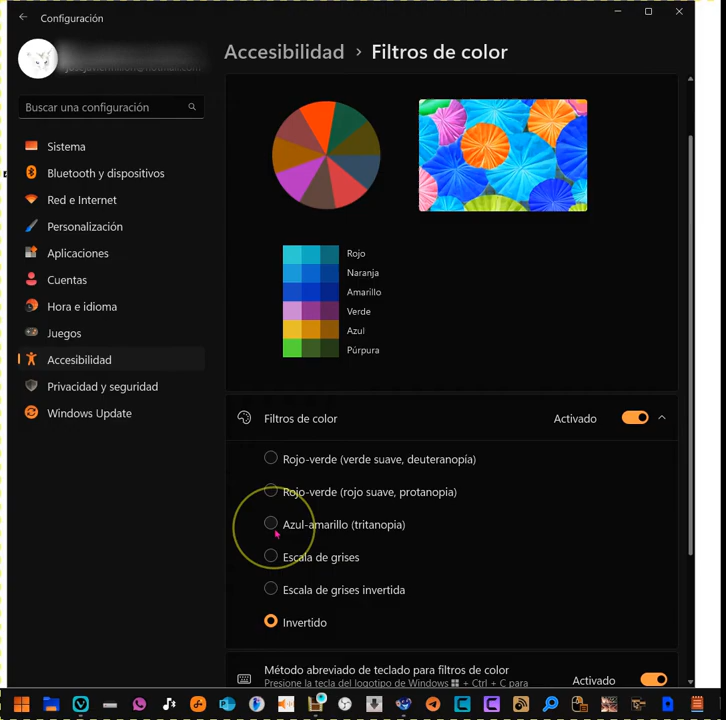 Configuración
Accesibilidad › Filtros de color
Buscar una configuración
Sistema
Bluetooth y dispositivos
Red e Internet
Personalización
Aplicaciones
Cuentas
Hora e idioma
Juegos
Accesibilidad
Privacidad y seguridad
Windows Update
Rojo
Naranja
Amarillo
Verde
Azul
Púrpura
Filtros de color
Activado
Rojo-verde (verde suave, deuteranopía)
Rojo-verde (rojo suave, protanopia)
Azul-amarillo (tritanopia)
Escala de grises
Escala de grises invertida
Invertido
Método abreviado de teclado para filtros de color
Presione la tecla del logotipo de Windows + Ctrl + C para
Activado